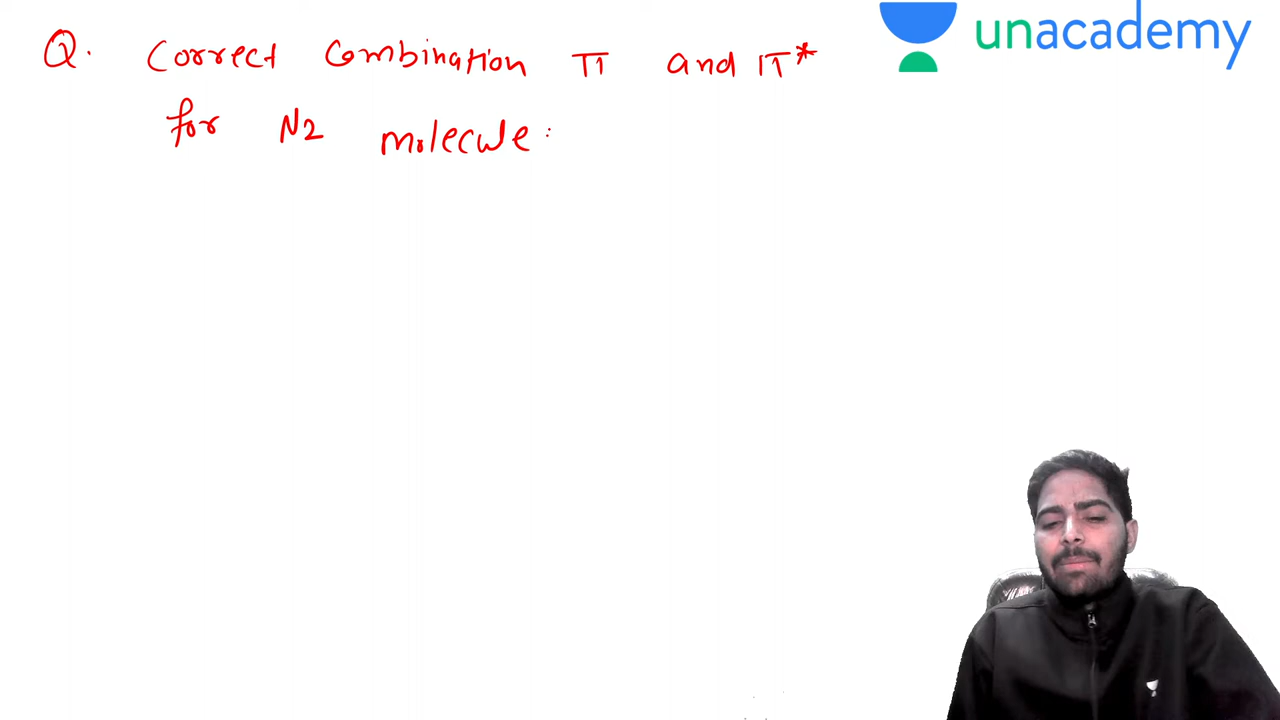 Q. Correct Combination π and π*
for N2 molecule:
unacademy